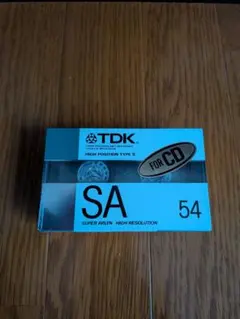 TDK
HIGH POSITION TYPE II
FOR CD
SA
54
SUPER AVILYN HIGH RESOLUTION